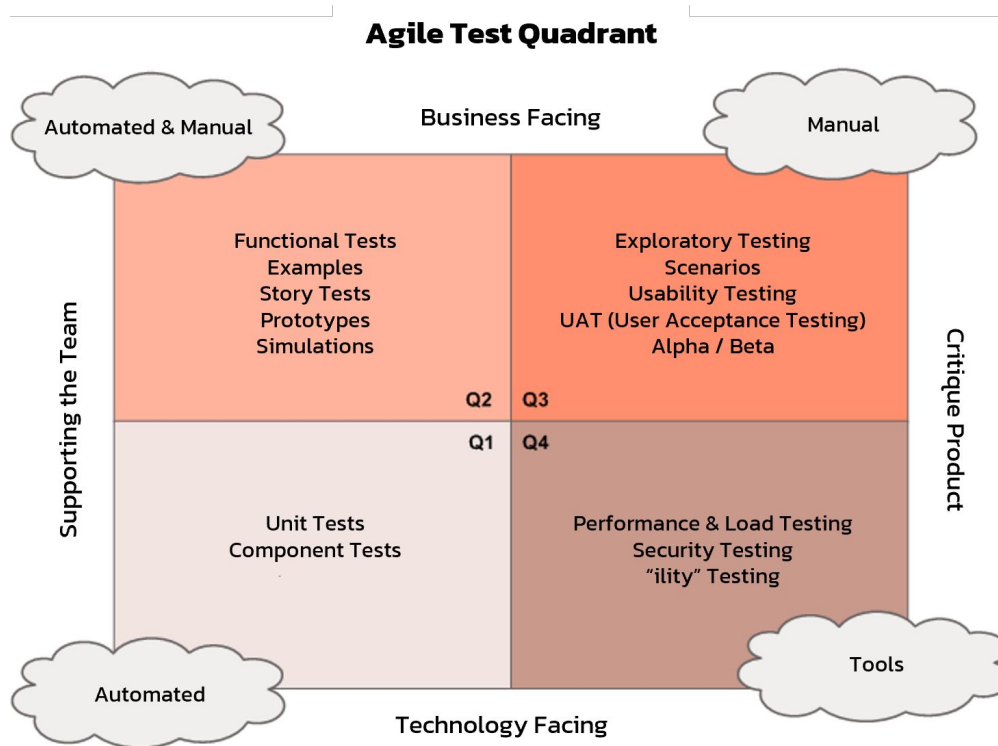 Agile Test Quadrant
Business Facing
Automated & Manual
Manual
Functional Tests
Examples
Story Tests
Prototypes
Simulations
Q2
Exploratory Testing
Scenarios
Usability Testing
UAT (User Acceptance Testing)
Alpha / Beta
Q3
Supporting the Team
Critique Product
Q1
Unit Tests
Component Tests
Q4
Performance & Load Testing
Security Testing
“ility” Testing
Automated
Tools
Technology Facing